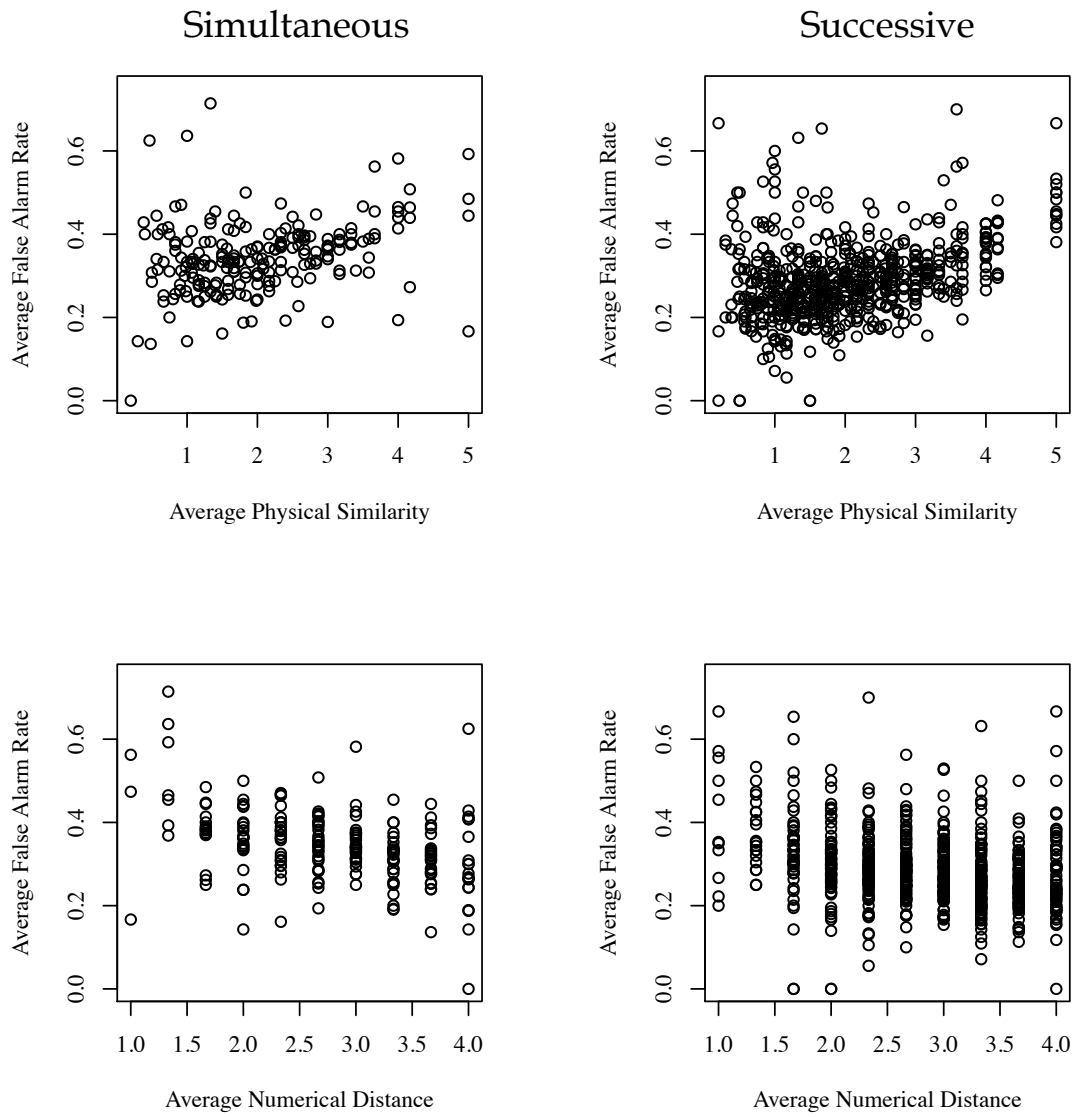 Simultaneous
Successive
Average False Alarm Rate
0.0 0.2 0.4 0.6
1 2 3 4 5
Average Physical Similarity
Average False Alarm Rate
0.0 0.2 0.4 0.6
1 2 3 4 5
Average Physical Similarity
Average False Alarm Rate
0.0 0.2 0.4 0.6
1.0 1.5 2.0 2.5 3.0 3.5 4.0
Average Numerical Distance
Average False Alarm Rate
0.0 0.2 0.4 0.6
1.0 1.5 2.0 2.5 3.0 3.5 4.0
Average Numerical Distance